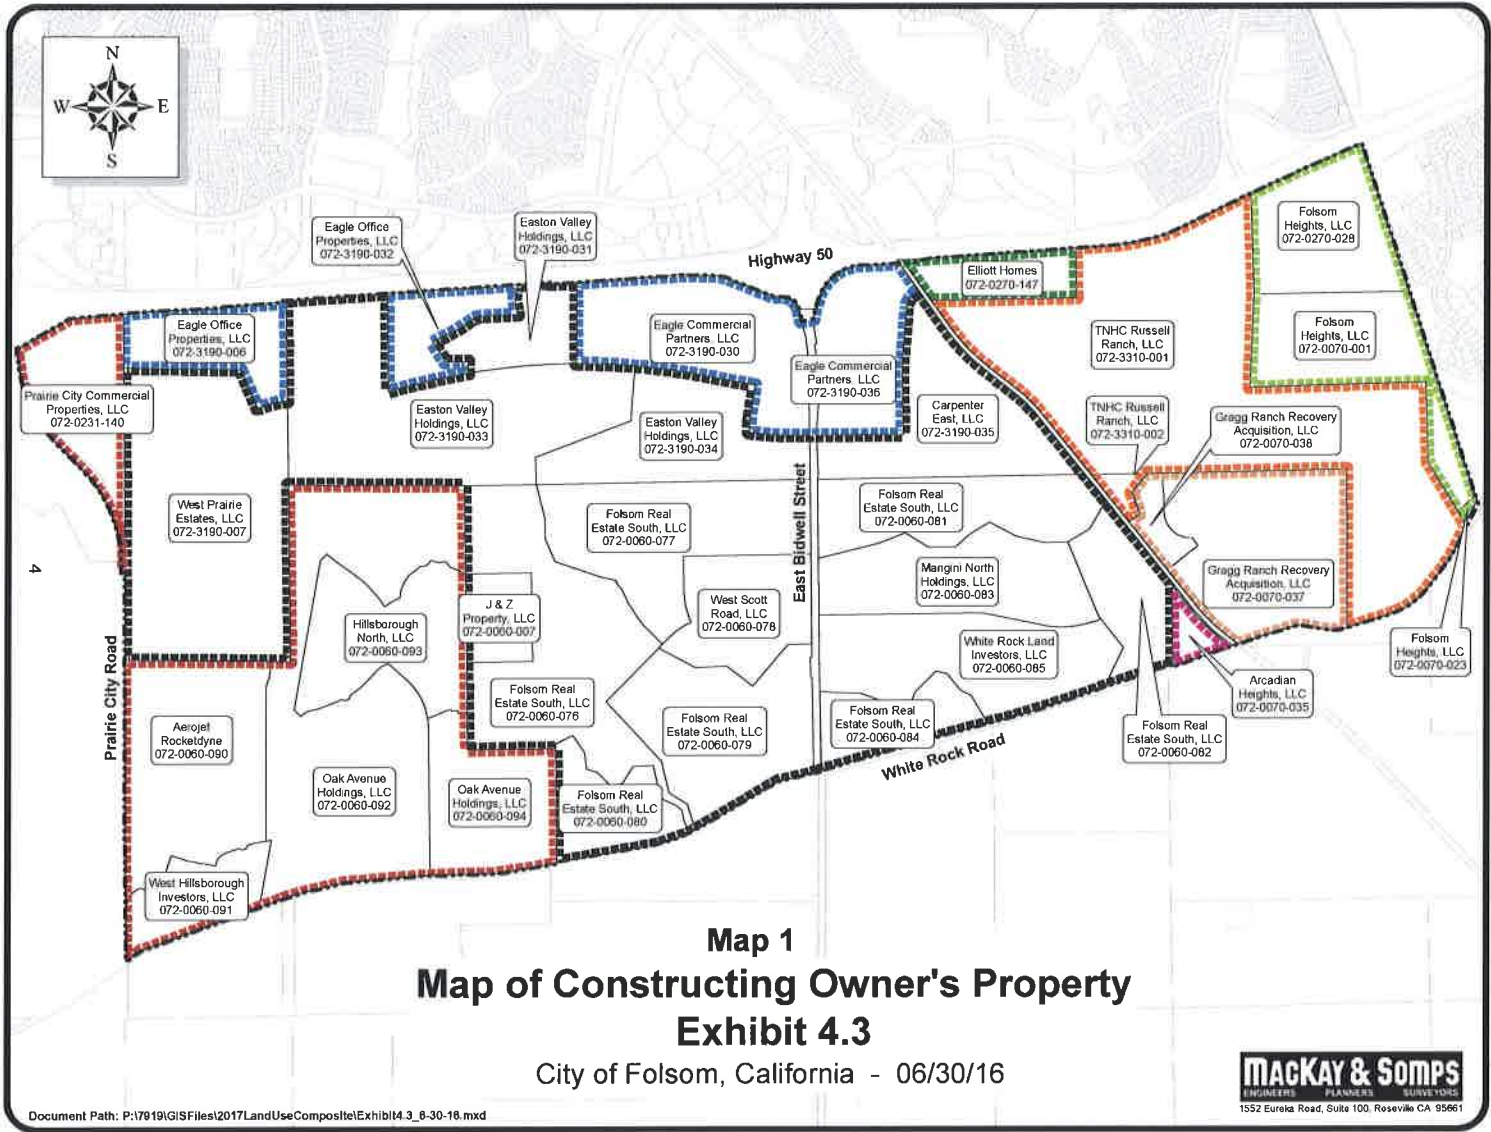 N
W E
S
Eagle Office
Properties, LLC
072-3190-032
Easton Valley
Holdings, LLC
072-3190-031
Highway 50
Folsom
Heights, LLC
072-0270-028
Elliott Homes
072-0270-147
Eagle Office
Properties, LLC
072-3190-006
Eagle Commercial
Partners. LLC
072-3190-030
TNHC Russell
Ranch, LLC
072-3310-001
Folsom
Heights, LLC
072-0070-001
Eagle Commercial
Partners. LLC
072-3190-036
Prairie City Commercial
Properties, LLC
072-0231-140
Easton Valley
Holdings, LLC
072-3190-033
Easton Valley
Holdings, LLC
072-3190-034
Carpenter
East, LLC
072-3190-035
TNHC Russell
Ranch, LLC
072-3310-002
Gragg Ranch Recovery
Acquisition, LLC
072-0070-038
West Prairie
Estates, LLC
072-3190-007
Folsom Real
Estate South, LLC
072-0060-077
East Bidwell Street
Folsom Real
Estate South, LLC
072-0060-081
4
Mangini North
Holdings, LLC
072-0060-083
Gragg Ranch Recovery
Acquisition, LLC
072-0070-037
J & Z
Property, LLC
072-0060-007
West Scott
Road, LLC
072-0060-078
Hillsborough
North, LLC
072-0060-093
White Rock Land
Investors, LLC
072-0060-085
Folsom
Heights, LLC
072-0070-023
Prairie City Road
Folsom Real
Estate South, LLC
072-0060-076
Arcadian
Heights, LLC
072-0070-035
Aerojet
Rocketdyne
072-0060-090
Folsom Real
Estate South, LLC
072-0060-079
Folsom Real
Estate South, LLC
072-0060-084
Folsom Real
Estate South, LLC
072-0060-082
White Rock Road
Oak Avenue
Holdings, LLC
072-0060-092
Oak Avenue
Holdings, LLC
072-0060-094
Folsom Real
Estate South, LLC
072-0060-080
West Hillsborough
Investors, LLC
072-0060-091
Map 1
Map of Constructing Owner's Property
Exhibit 4.3
City of Folsom, California - 06/30/16
MACKAY & SOMPS
ENGINEERS PLANNERS SURVEYORS
1552 Eureka Road, Suite 100, Roseville CA 95661
Document Path: P:\7919\GISFiles\2017LandUseComposite\Exhibit4.3_6-30-16.mxd